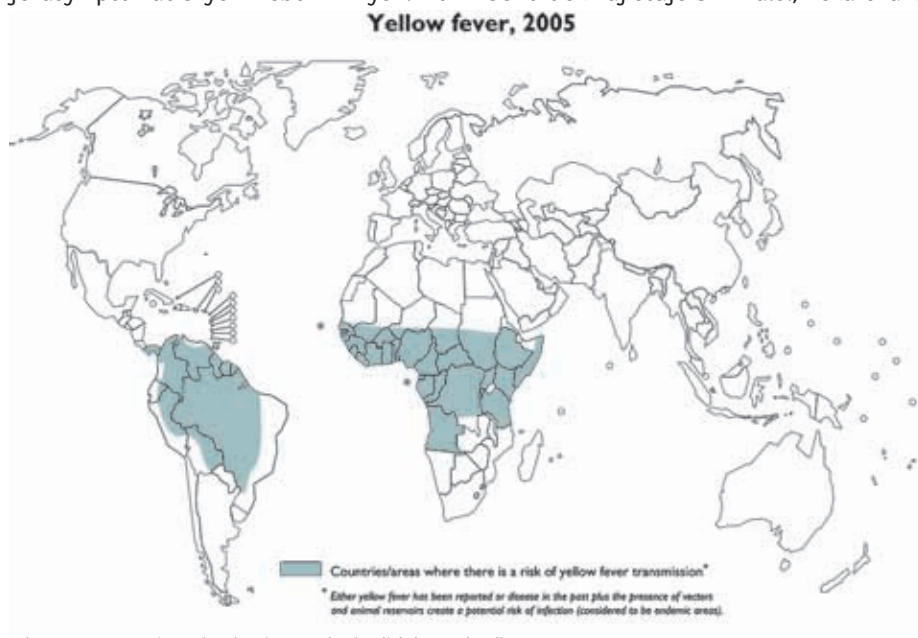 Yellow fever, 2005
Countries/areas where there is a risk of yellow fever transmission*
* Either yellow fever has been reported or disease in the past plus the presence of vectors
and animal reservoirs create a potential risk of infection (considered to be endemic areas).